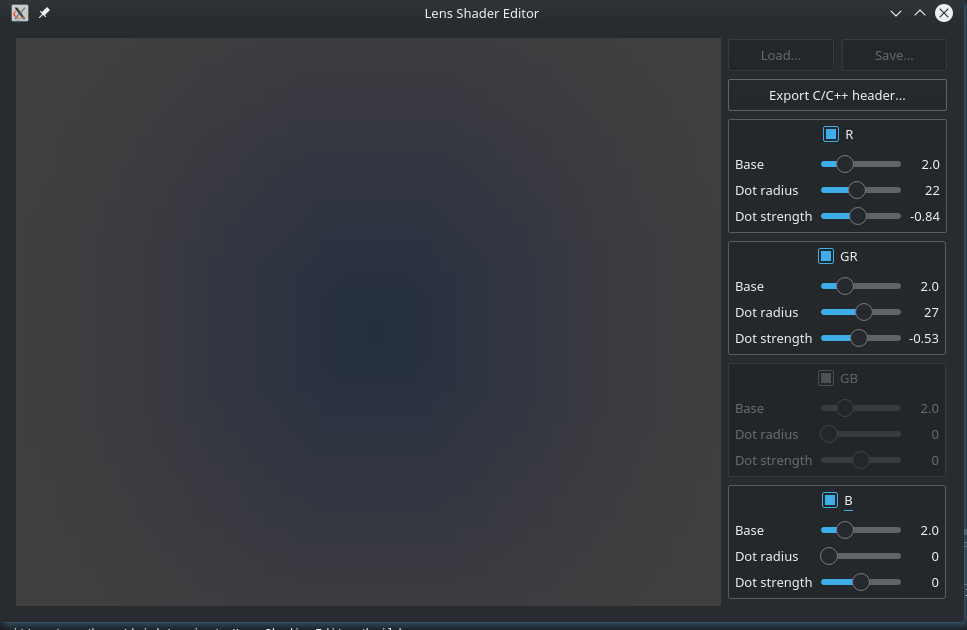 Lens Shader Editor
Load... Save...
Export C/C++ header...
R
Base 2.0
Dot radius 22
Dot strength -0.84
GR
Base 2.0
Dot radius 27
Dot strength -0.53
GB
Base 2.0
Dot radius 0
Dot strength 0
B
Base 2.0
Dot radius 0
Dot strength 0